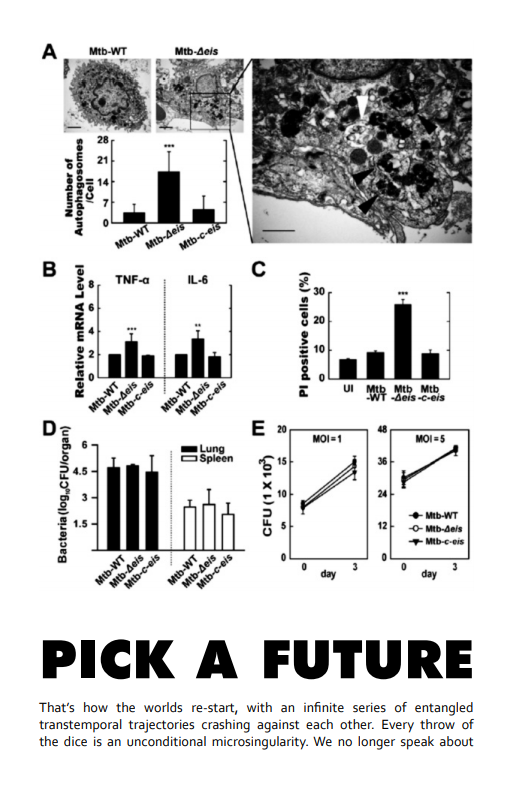 A
Mtb-WT
Mtb-Δeis
Number of
Autophagosomes
/Cell
28
21
14
7
0
***
Mtb-WT
Mtb-Δeis
Mtb-c-eis
B
Relative mRNA Level
TNF-α
IL-6
8
6
4
2
0
***
**
Mtb-WT
Mtb-Δeis
Mtb-c-eis
Mtb-WT
Mtb-Δeis
Mtb-c-eis
C
PI positive cells (%)
30
20
10
0
***
UI
Mtb
-WT
Mtb
-Δeis
Mtb
-c-eis
D
Bacteria (log10CFU/organ)
6
4.5
3
1.5
Lung
Spleen
Mtb-WT
Mtb-Δeis
Mtb-c-eis
Mtb-WT
Mtb-Δeis
Mtb-c-eis
E
CFU (1 X 10³)
20
15
10
5
0
MOI=1
0
3
day
48
36
24
12
0
MOI=5
Mtb-WT
Mtb-Δeis
Mtb-c-eis
0
3
day
PICK A FUTURE
That’s how the worlds re-start, with an infinite series of entangled
transtemporal trajectories crashing against each other. Every throw of
the dice is an unconditional microsingularity. We no longer speak about